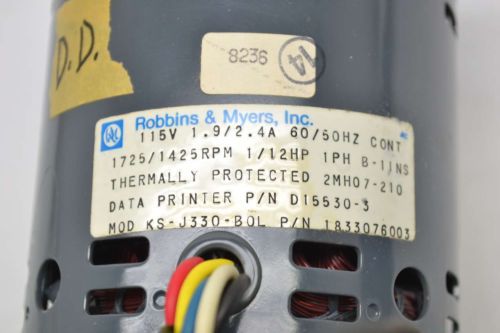 D.D.
8236
14
Robbins & Myers, Inc.
115V 1.9/2.4A 60/50HZ CONT
1725/1425RPM 1/12HP 1PH B-1INS
THERMALLY PROTECTED 2MH07-210
DATA PRINTER P/N D15530-3
MOD KS-J330-BOL P/N 1833076003